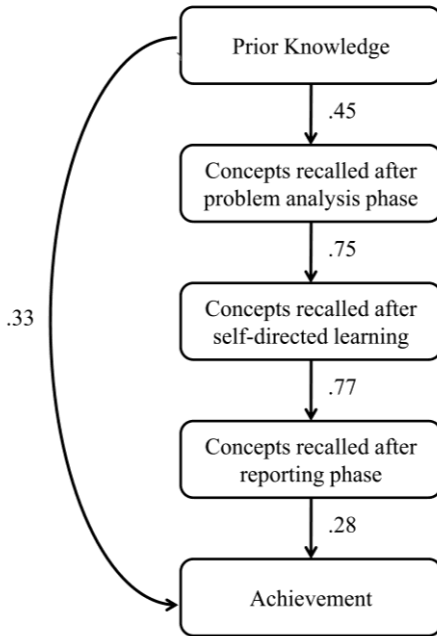 Prior Knowledge
.45
Concepts recalled after
problem analysis phase
.75
Concepts recalled after
self-directed learning
.33
.77
Concepts recalled after
reporting phase
.28
Achievement